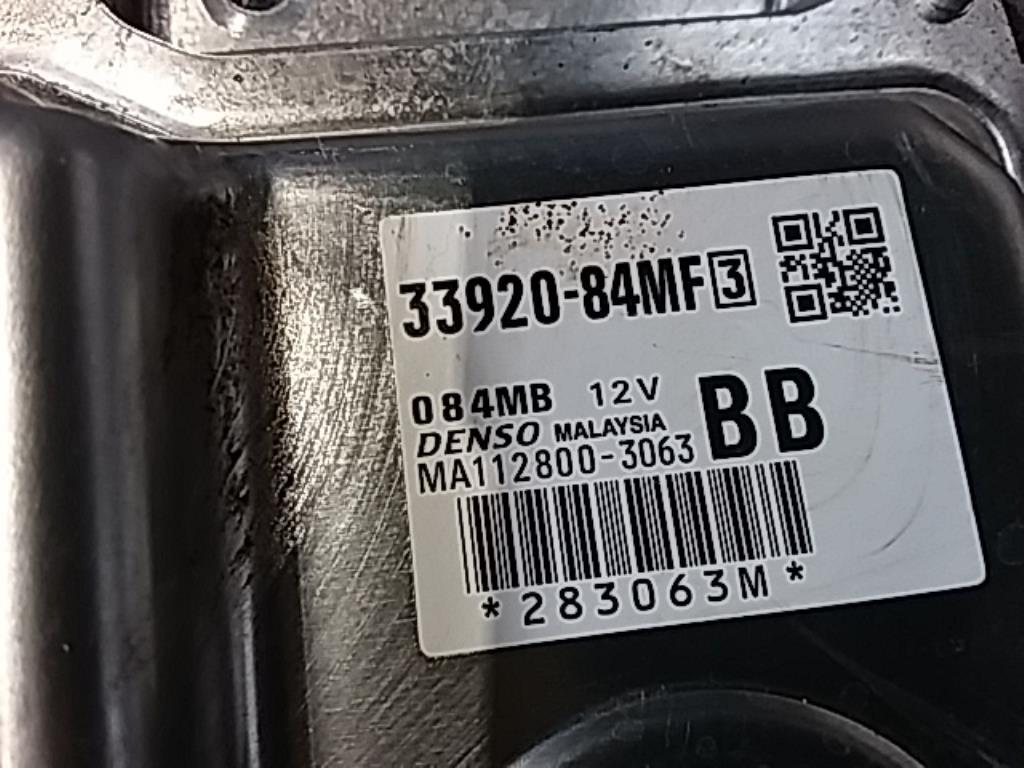 33920-84MF3
084MB 12V BB
DENSO MALAYSIA
MA112800-3063
*283063M*